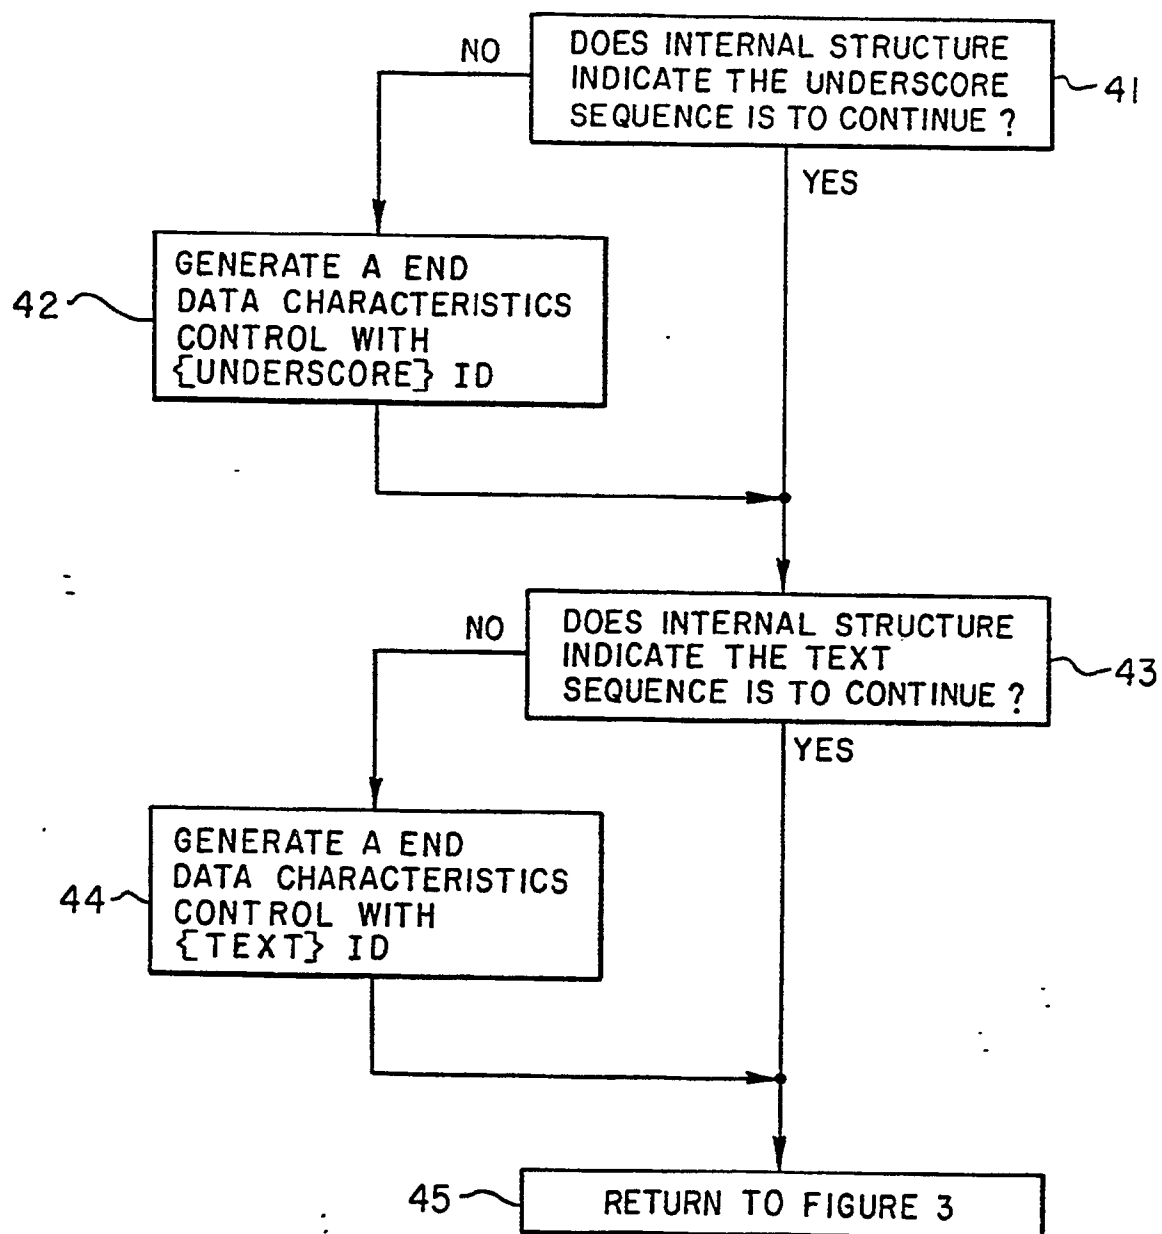 NO
DOES INTERNAL STRUCTURE
INDICATE THE UNDERSCORE
SEQUENCE IS TO CONTINUE ?
41
YES
42
GENERATE A END
DATA CHARACTERISTICS
CONTROL WITH
{UNDERSCORE} ID
NO
DOES INTERNAL STRUCTURE
INDICATE THE TEXT
SEQUENCE IS TO CONTINUE ?
43
YES
44
GENERATE A END
DATA CHARACTERISTICS
CONTROL WITH
{TEXT} ID
45
RETURN TO FIGURE 3